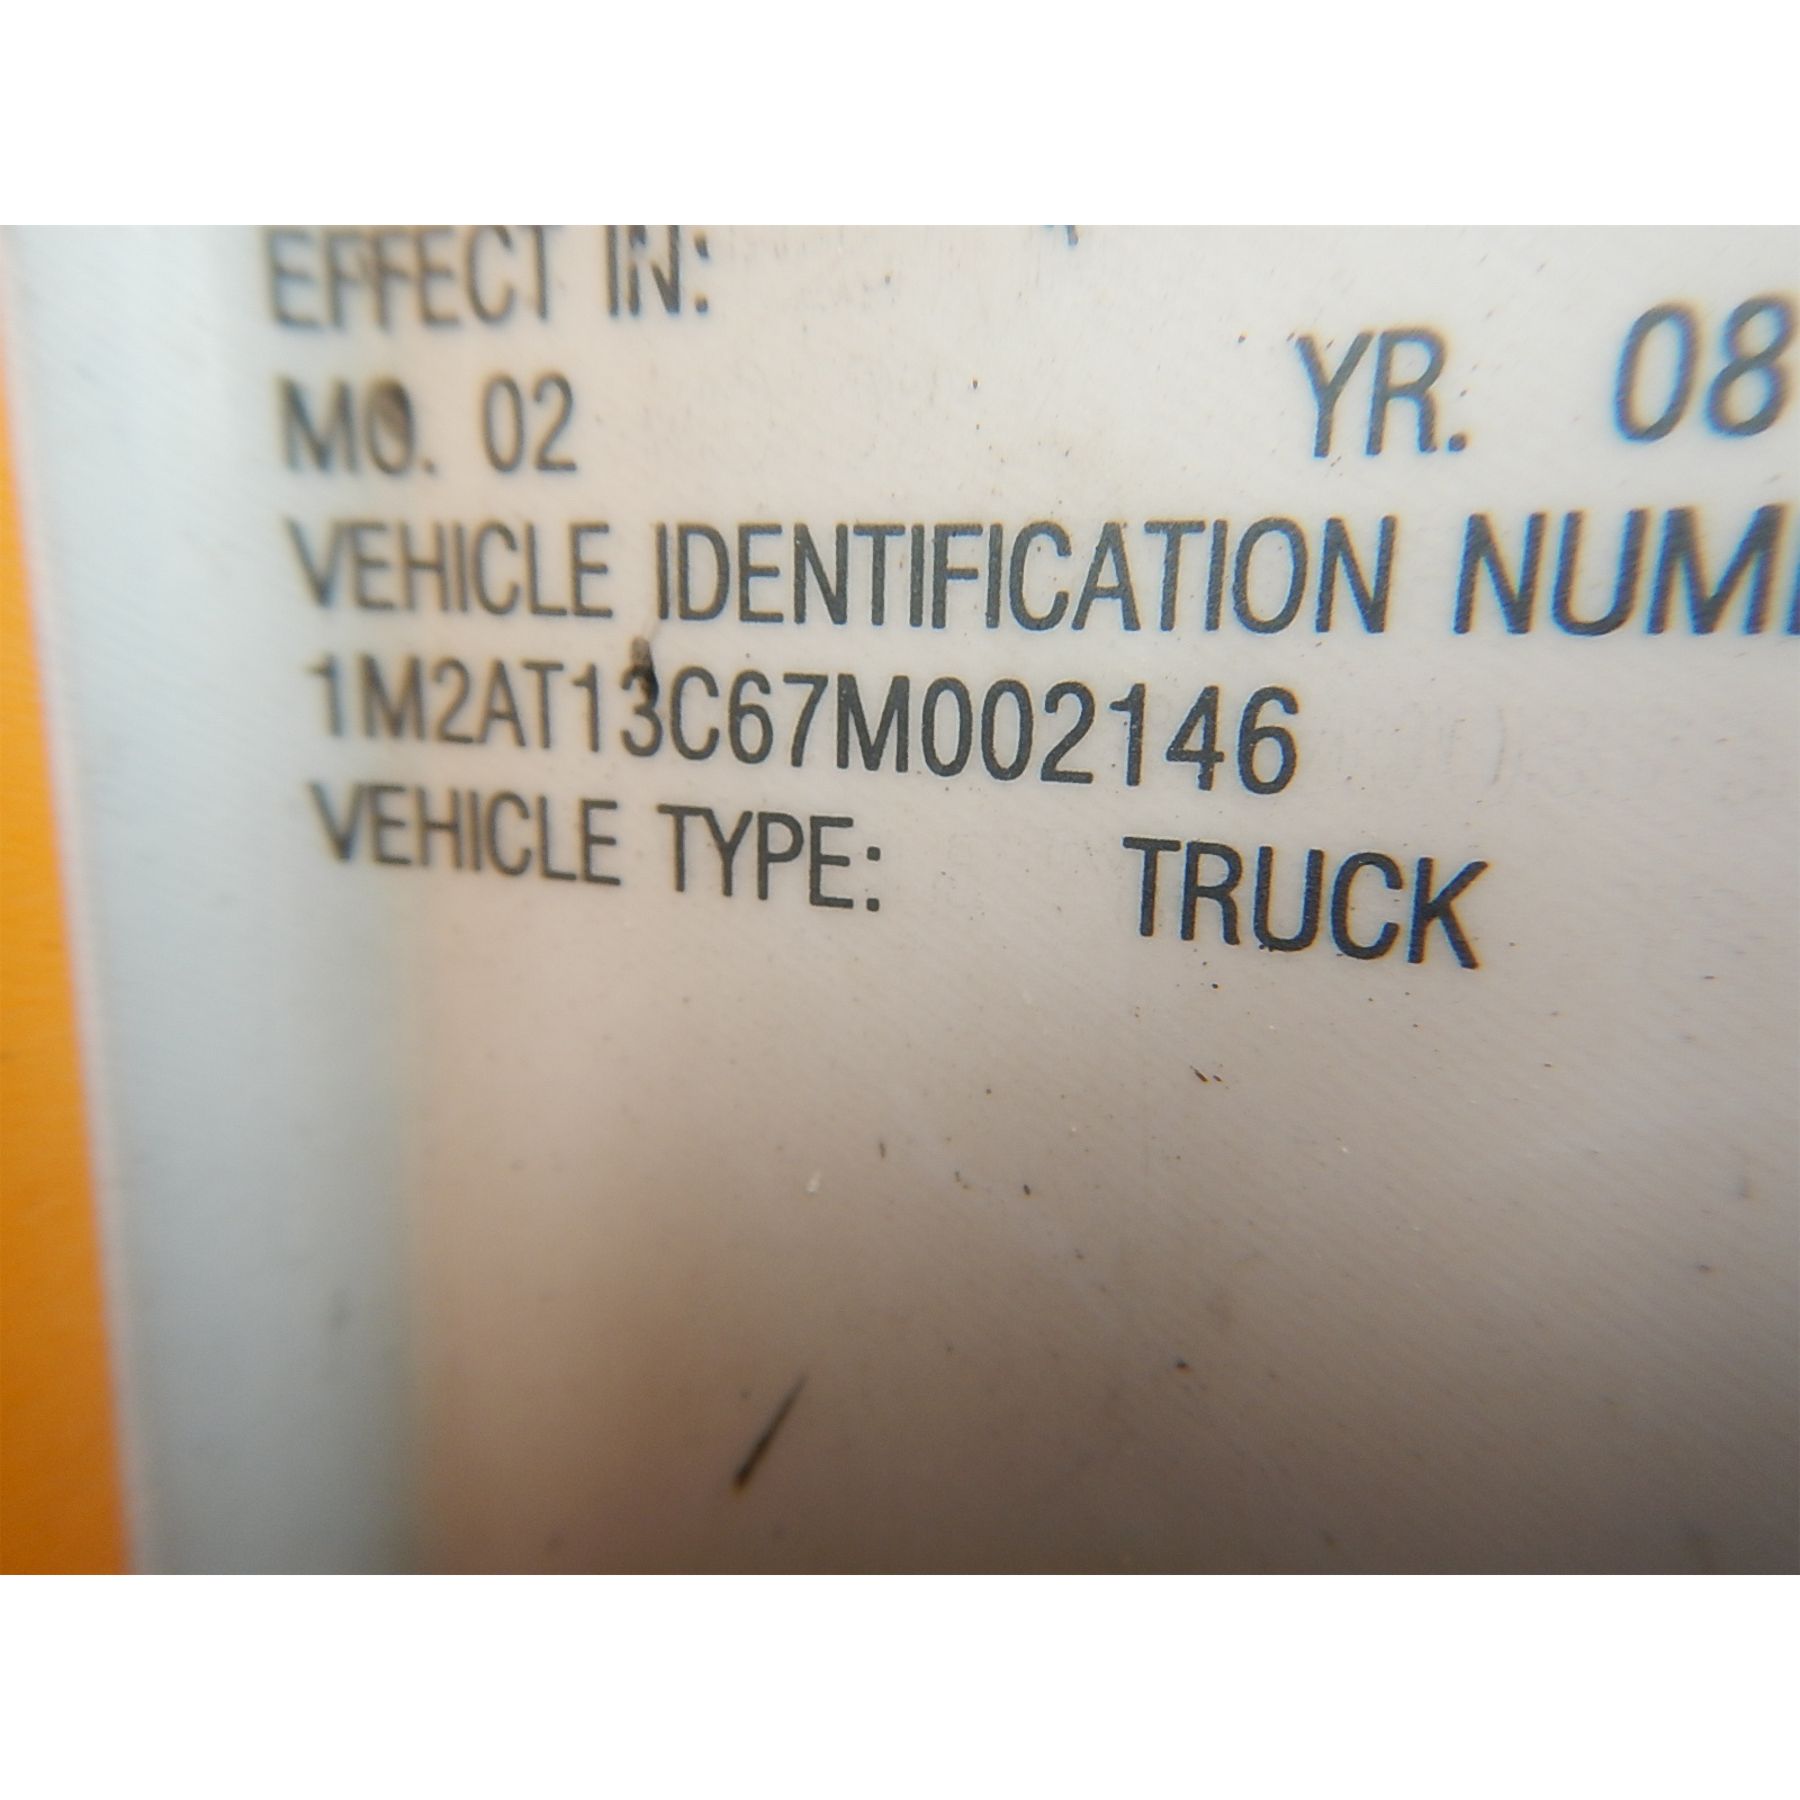 EFFECT IN:
MO. 02 YR. 08
VEHICLE IDENTIFICATION NUM
1M2AT13C67M002146
VEHICLE TYPE: TRUCK